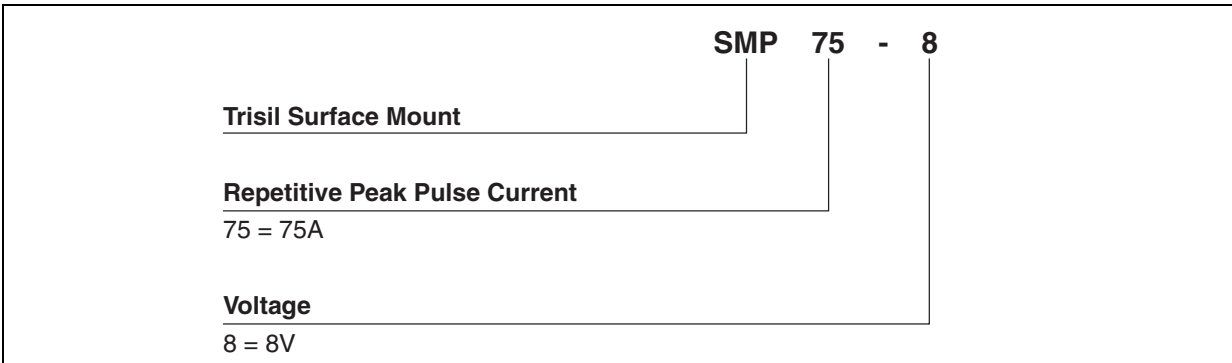 SMP 75 - 8
Trisil Surface Mount
Repetitive Peak Pulse Current
75 = 75A
Voltage
8 = 8V